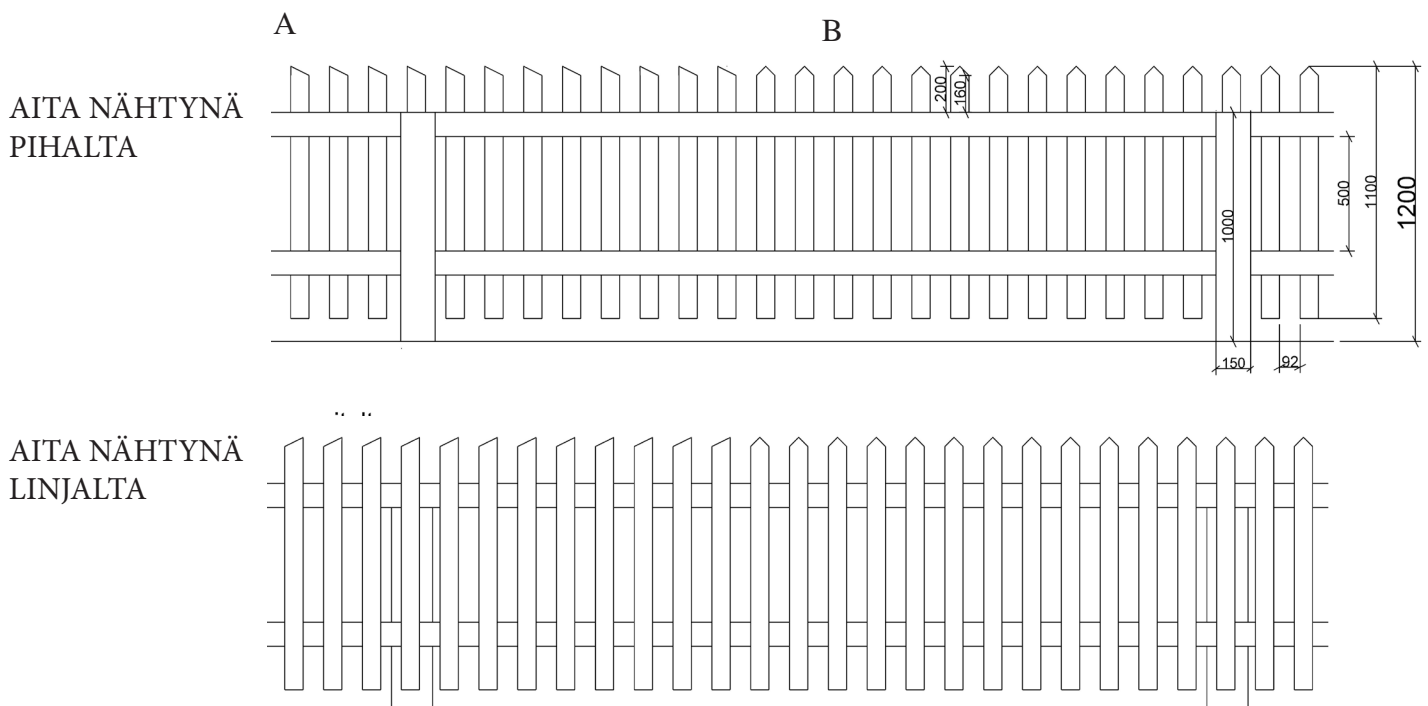 A
B
AITA NÄHTYNÄ
PIHALTA
200
160
1000
500
1100
1200
150
92
AITA NÄHTYNÄ
LINJALTA